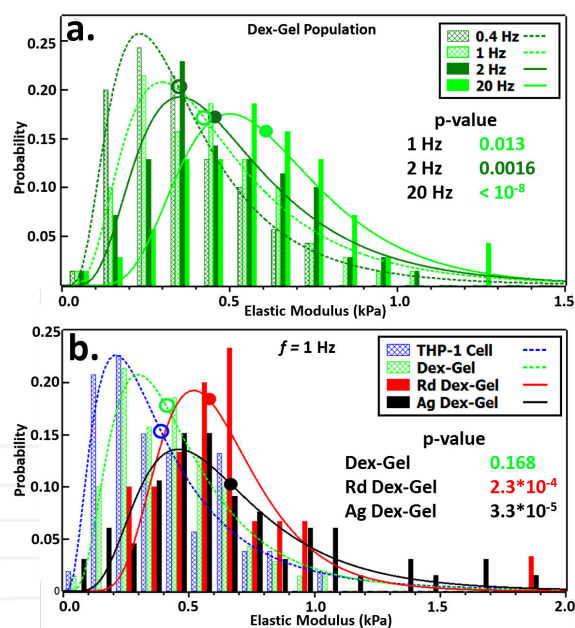 a.
Dex-Gel Population
0.4 Hz
1 Hz
2 Hz
20 Hz
p-value
1 Hz 0.013
2 Hz 0.0016
20 Hz < 10⁻⁸
Probability
0.25
0.20
0.15
0.10
0.05
0.0 0.5 1.0 1.5
Elastic Modulus (kPa)
b.
f = 1 Hz
THP-1 Cell
Dex-Gel
Rd Dex-Gel
Ag Dex-Gel
p-value
Dex-Gel 0.168
Rd Dex-Gel 2.3*10⁻⁴
Ag Dex-Gel 3.3*10⁻⁵
Probability
0.25
0.20
0.15
0.10
0.05
0
0.0 0.5 1.0 1.5 2.0
Elastic Modulus (kPa)